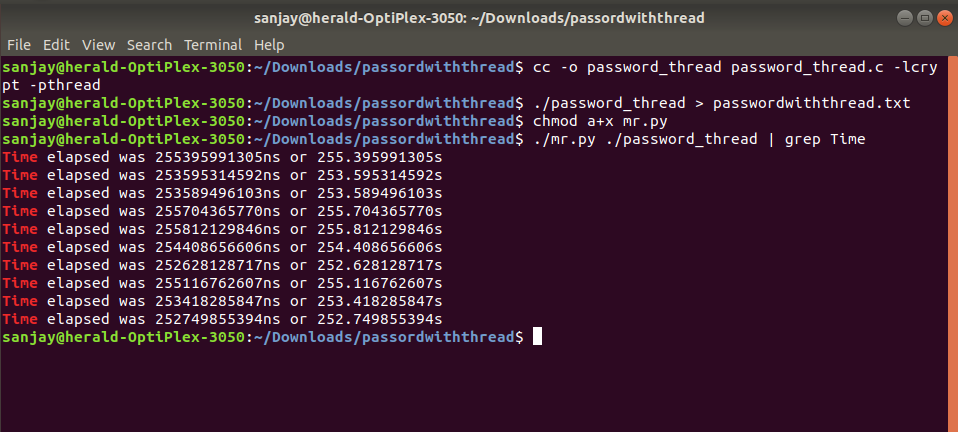 sanjay@herald-OptiPlex-3050: ~/Downloads/passordwiththread
File Edit View Search Terminal Help
sanjay@herald-OptiPlex-3050:~/Downloads/passordwiththread$ cc -o password_thread password_thread.c -lcry
pt -pthread
sanjay@herald-OptiPlex-3050:~/Downloads/passordwiththread$ ./password_thread > passwordwiththread.txt
sanjay@herald-OptiPlex-3050:~/Downloads/passordwiththread$ chmod a+x mr.py
sanjay@herald-OptiPlex-3050:~/Downloads/passordwiththread$ ./mr.py ./password_thread | grep Time
Time elapsed was 255395991305ns or 255.395991305s
Time elapsed was 253595314592ns or 253.595314592s
Time elapsed was 253589496103ns or 253.589496103s
Time elapsed was 255704365770ns or 255.704365770s
Time elapsed was 255812129846ns or 255.812129846s
Time elapsed was 254408656606ns or 254.408656606s
Time elapsed was 252628128717ns or 252.628128717s
Time elapsed was 255116762607ns or 255.116762607s
Time elapsed was 253418285847ns or 253.418285847s
Time elapsed was 252749855394ns or 252.749855394s
sanjay@herald-OptiPlex-3050:~/Downloads/passordwiththread$